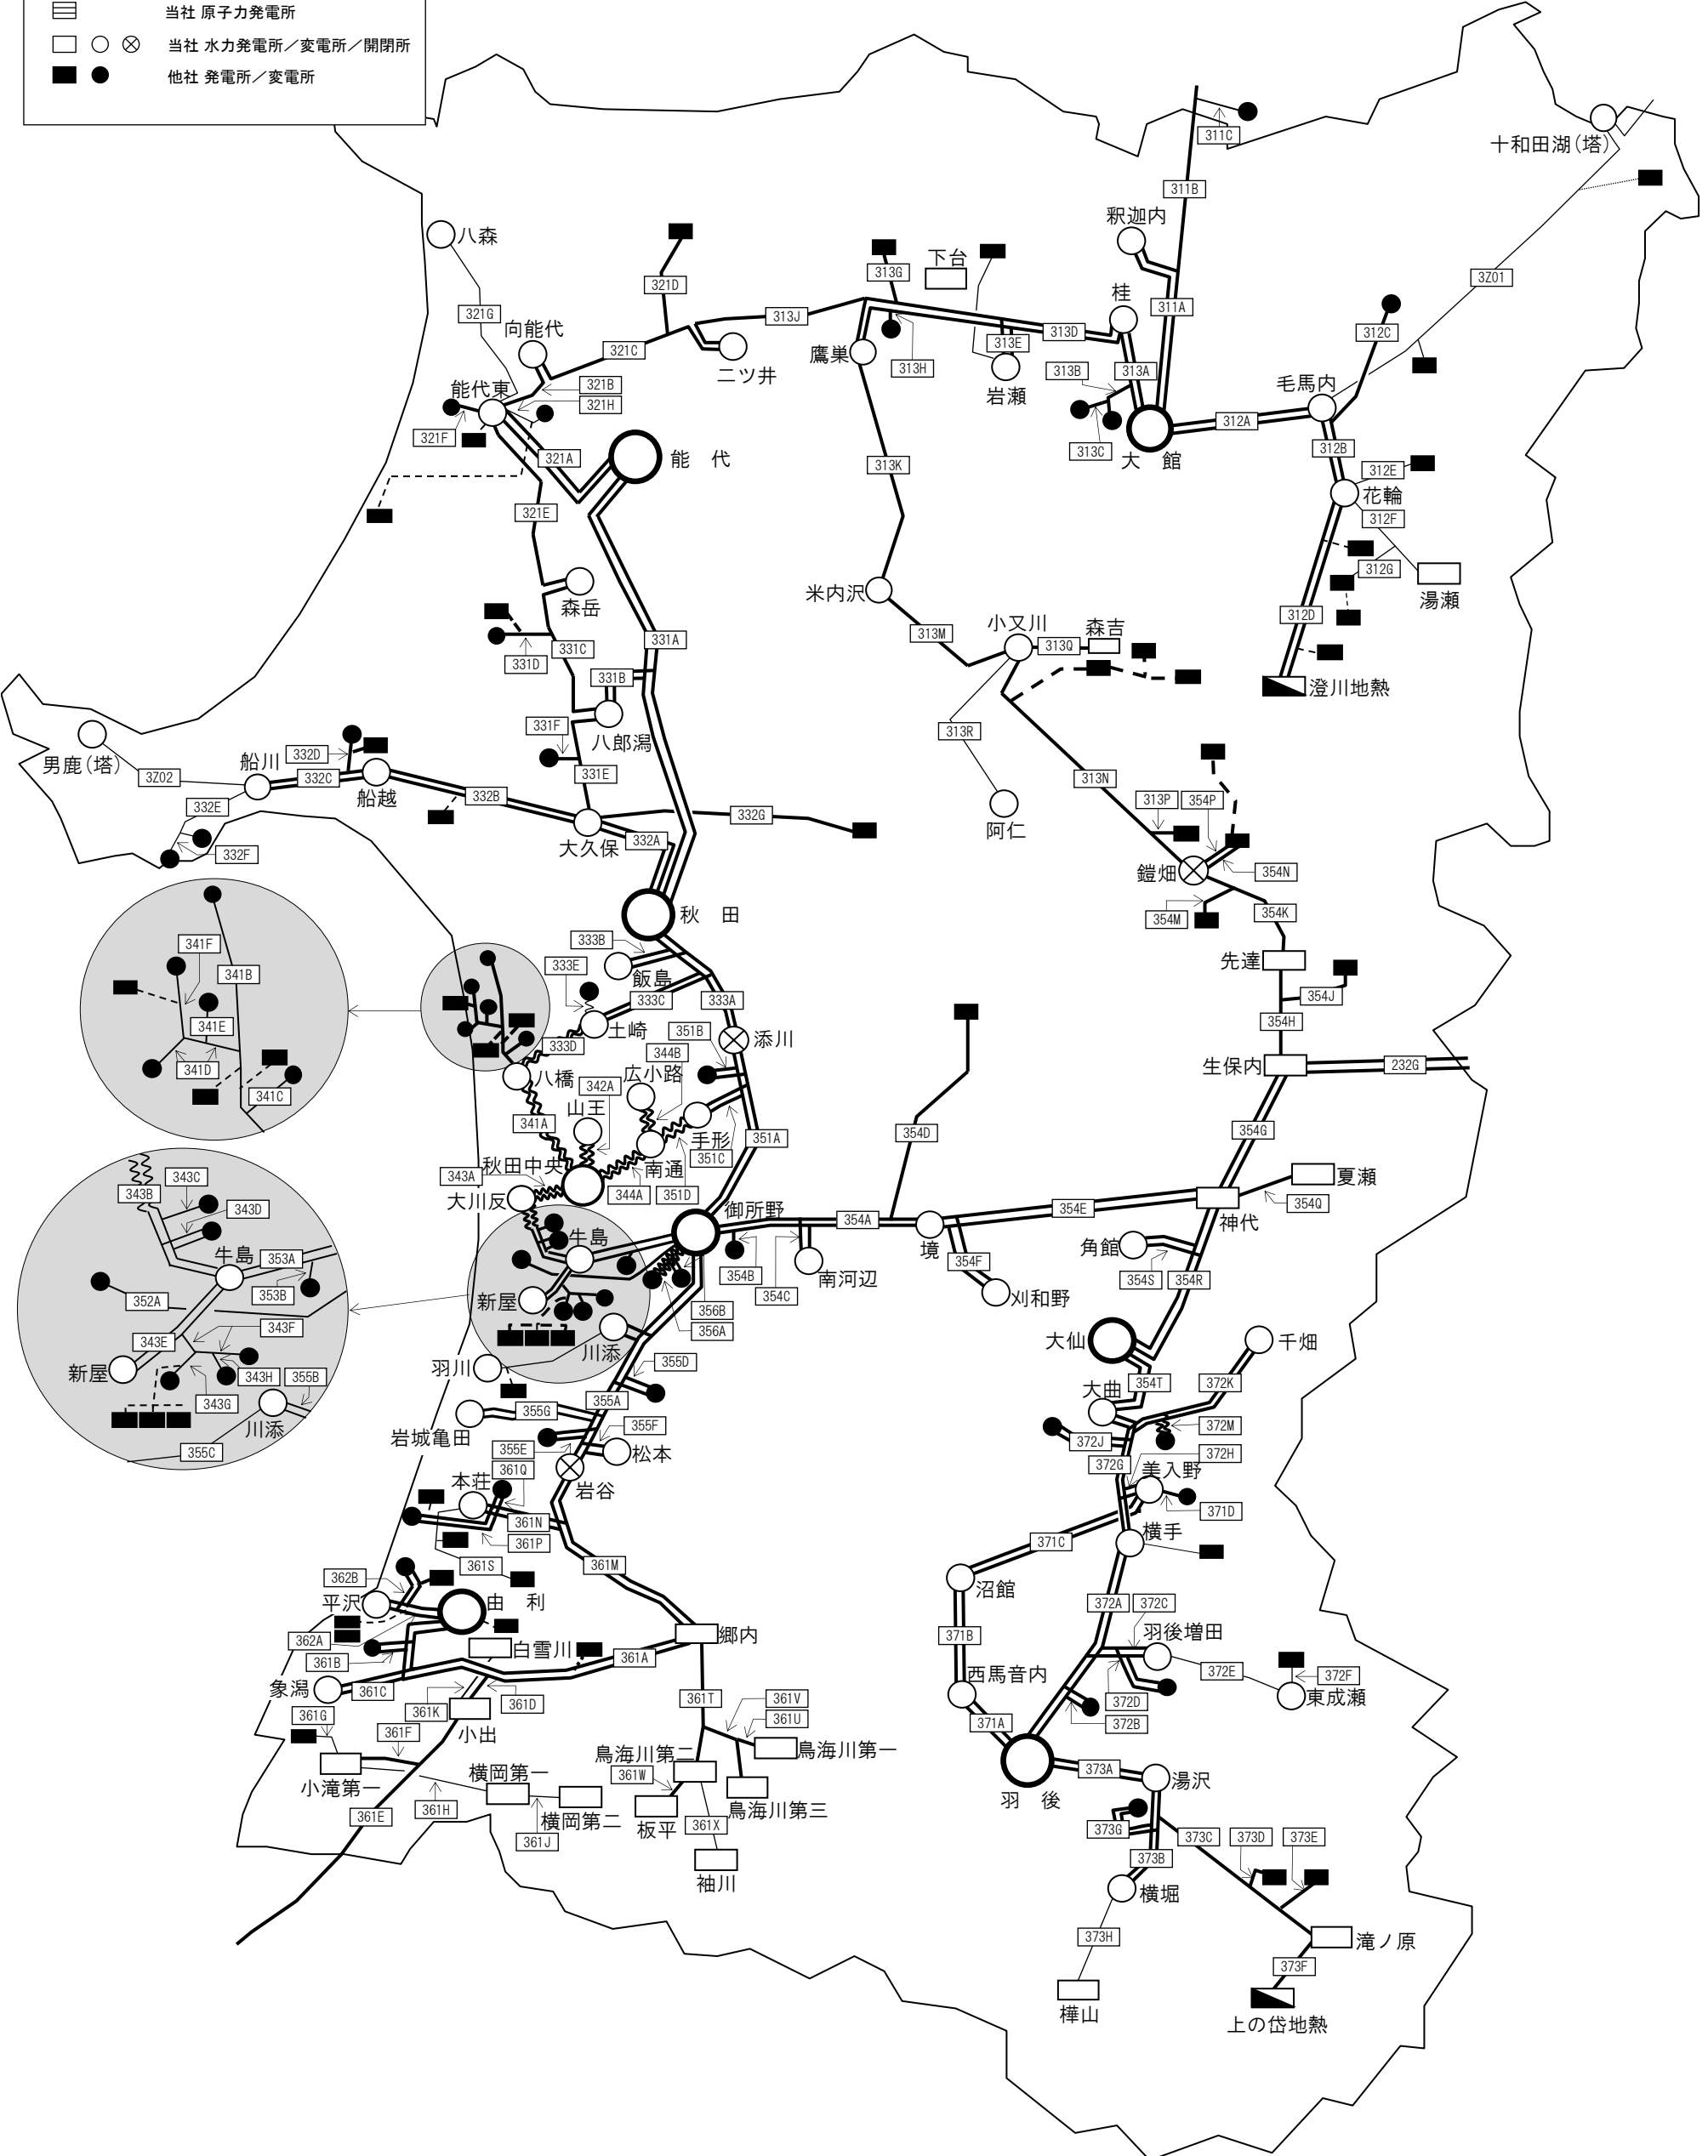 当社 原子力発電所
当社 水力発電所／変電所／開閉所
他社 発電所／変電所
311C
十和田湖(塔)
311B
釈迦内
八森
下台
313G
3Z01
321D
桂
321G
311A
313J
312C
向能代
313D
321C
313E
鷹巣
二ツ井
313H
岩瀬
313B
313A
能代東
321B
毛馬内
321H
321F
312A
313C
大 館
312B
321A
能 代
313K
312E
花輪
321E
312F
312G
湯瀬
米内沢
森岳
312D
小又川
森吉
313M
331A
331C
313Q
331D
331B
澄川地熱
331F
313R
八郎潟
男鹿(塔)
船川
332D
3Z02
332C
船越
331E
313N
332B
332E
313P
354P
332G
阿仁
332A
大久保
332F
鎧畑
354N
秋 田
354M
354K
341F
333B
先達
341B
333E
飯島
333C
333A
354J
341E
土崎
351B
添川
354H
333D
344B
341D
八橋
広小路
生保内
232G
341C
342A
山王
341A
354D
354G
手形
351A
343C
秋田中央
南通
351C
夏瀬
343A
343B
大川反
344A
351D
354Q
343D
御所野
354A
354E
神代
牛島
353A
牛島
境
角館
354F
354S
354R
353B
354B
南河辺
352A
新屋
354C
刈和野
356B
343F
356A
大仙
千畑
343E
川添
新屋
羽川
355D
343H
355B
354T
372K
343G
355A
大曲
川添
355G
355F
372M
岩城亀田
372J
355C
355E
松本
372H
361Q
372G
美入野
本荘
岩谷
361N
371D
361P
371C
横手
361S
361M
362B
沼館
平沢
由 利
372A
372C
362A
白雪川
郷内
371B
羽後増田
361B
361A
372E
372F
西馬音内
象潟
361C
361D
361T
361V
372D
東成瀬
361K
361G
361U
371A
372B
361F
小出
鳥海川第二
鳥海川第一
小滝第一
横岡第一
361W
373A
湯沢
羽 後
361E
361H
横岡第二
板平
鳥海川第三
361J
361X
373G
373C
373D
373E
373B
袖川
横堀
373H
滝ノ原
373F
樺山
上の岱地熱